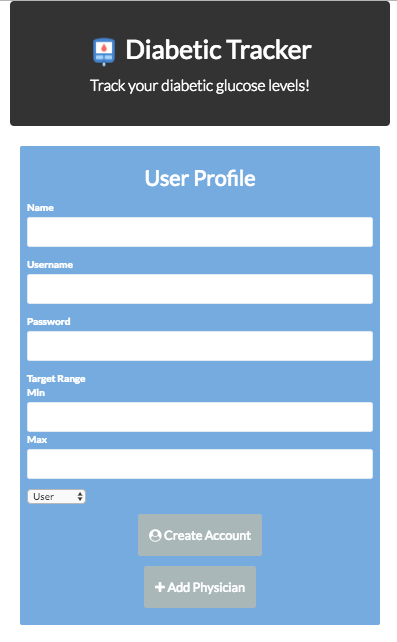 Diabetic Tracker
Track your diabetic glucose levels!
User Profile
Name
Username
Password
Target Range
Min
Max
User
Create Account
+ Add Physician